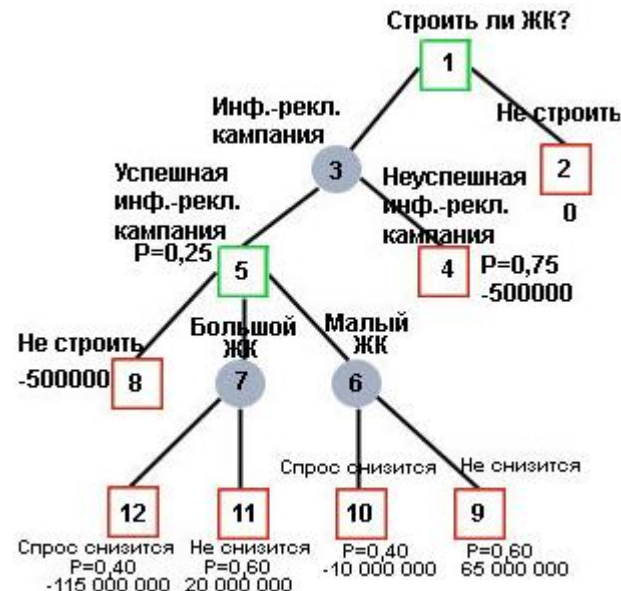 Строить ли ЖК?
1
Инф.-рекл.
кампания
Не строить
3
2
0
Успешная
инф.-рекл.
кампания
P=0,25
Неуспешная
инф.-рекл.
кампания
5
4
P=0,75
-500000
Не строить
-500000
8
Большой
ЖК
7
Малый
ЖК
6
Спрос снизится
Не снизится
12
11
10
9
Спрос снизится
P=0,40
-115 000 000
Не снизится
P=0,60
20 000 000
P=0,40
-10 000 000
P=0,60
65 000 000